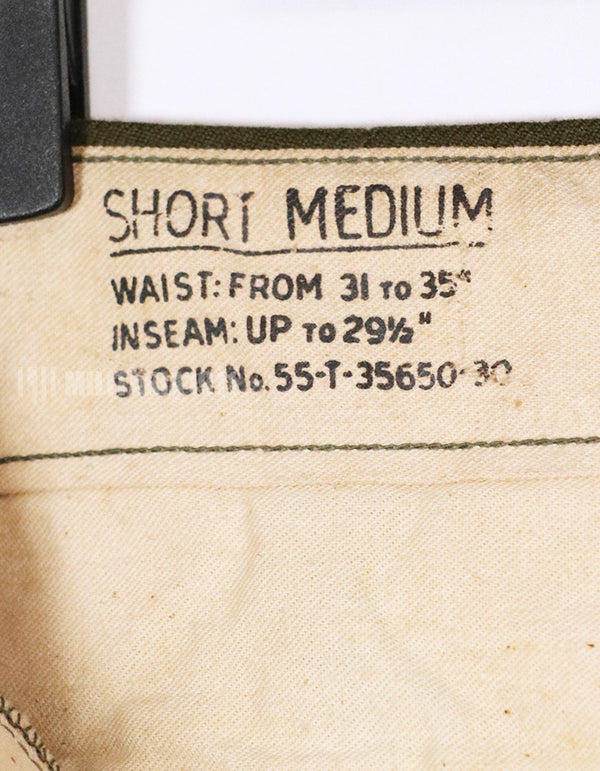 SHORT MEDIUM
WAIST: FROM 31 TO 35"
INSEAM: UP TO 29½"
STOCK No. 55-T-35650-30